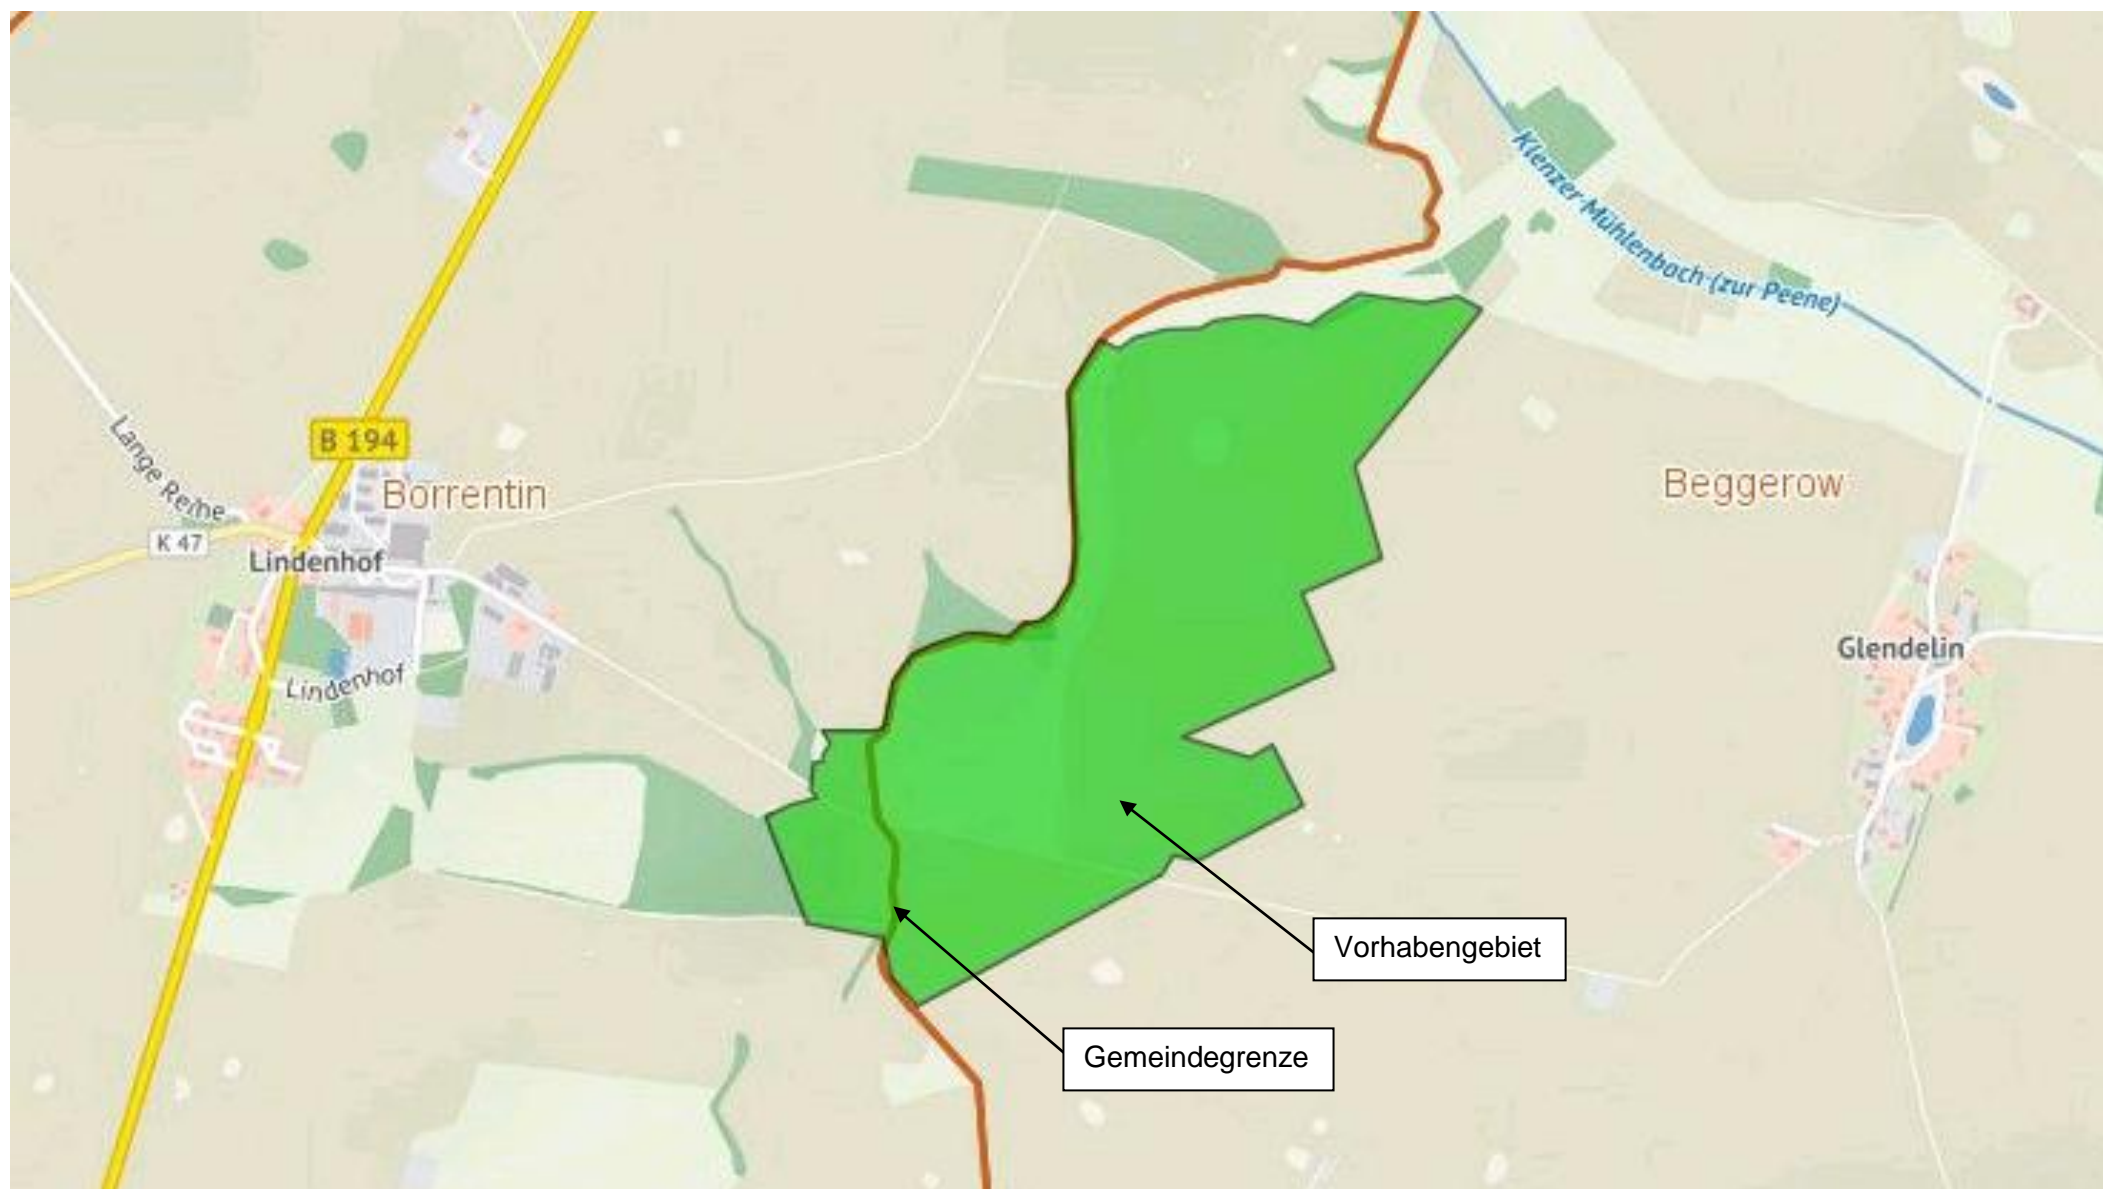 Klenzer-Mühlenbach-(zur Peene)
B 194
Lange Reihe
Borrentin
Beggerow
K 47
Lindenhof
Glendelin
Lindenhof
Vorhabengebiet
Gemeindegrenze